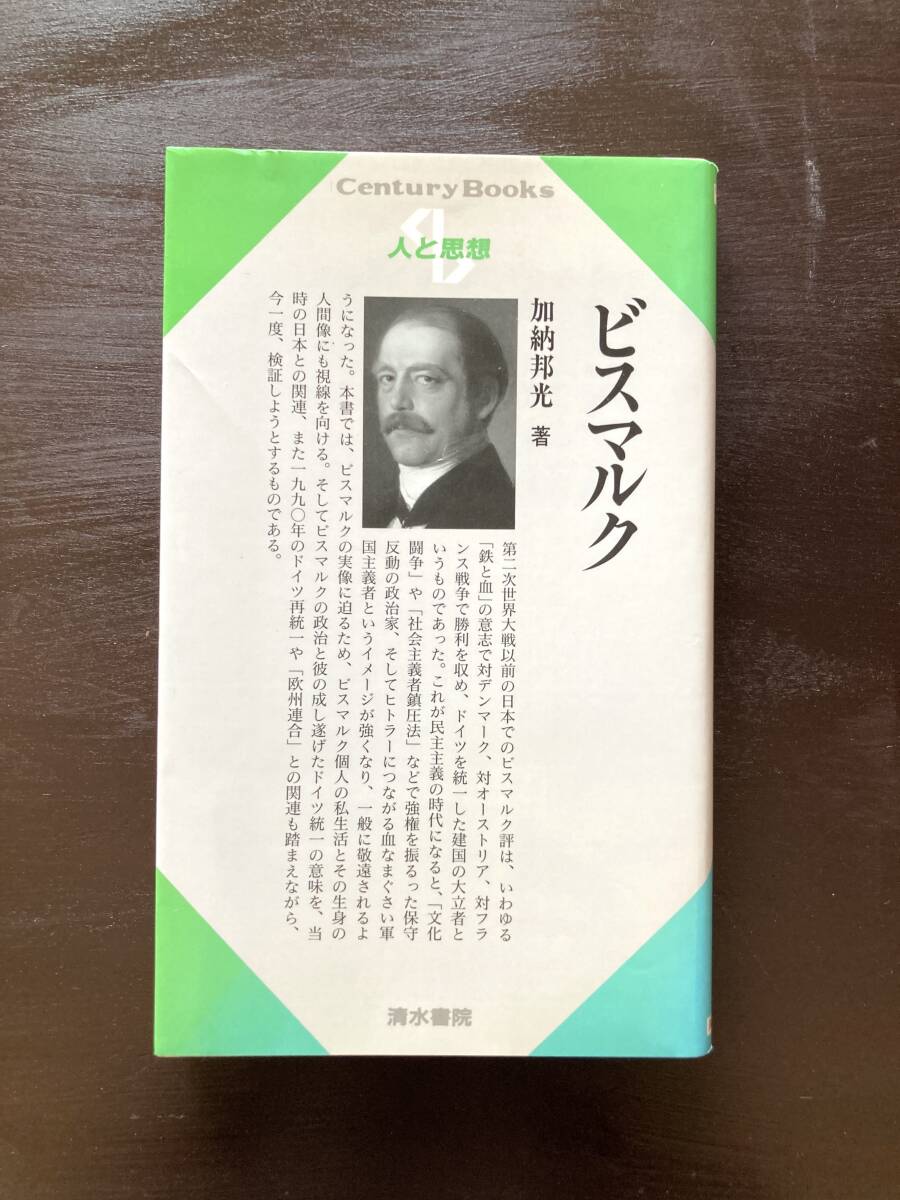 Century Books
人と思想
ビスマルク
加納邦光 著
第二次世界大戦以前の日本でのビスマルク評は、いわゆる
「鉄と血」の意志で対デンマーク、対オーストリア、対フラ
ンス戦争で勝利を収め、ドイツを統一した建国の大立者と
いうものであった。これが民主主義の時代になると、「文化
闘争」や「社会主義者鎮圧法」などで強権を振るった保守
反動の政治家、そしてヒトラーにつながる血なまぐさい軍
国主義者というイメージが強くなり、一般に敬遠されるよ
うになった。本書では、ビスマルクの実像に迫るため、ビスマルク個人の私生活とその生身の
人間像にも視線を向ける。そしてビスマルクの政治と彼の成し遂げたドイツ統一の意味を、当
時の日本との関連、また一九九〇年のドイツ再統一や「欧州連合」との関連も踏まえながら、
今一度、検証しようとするものである。
清水書院